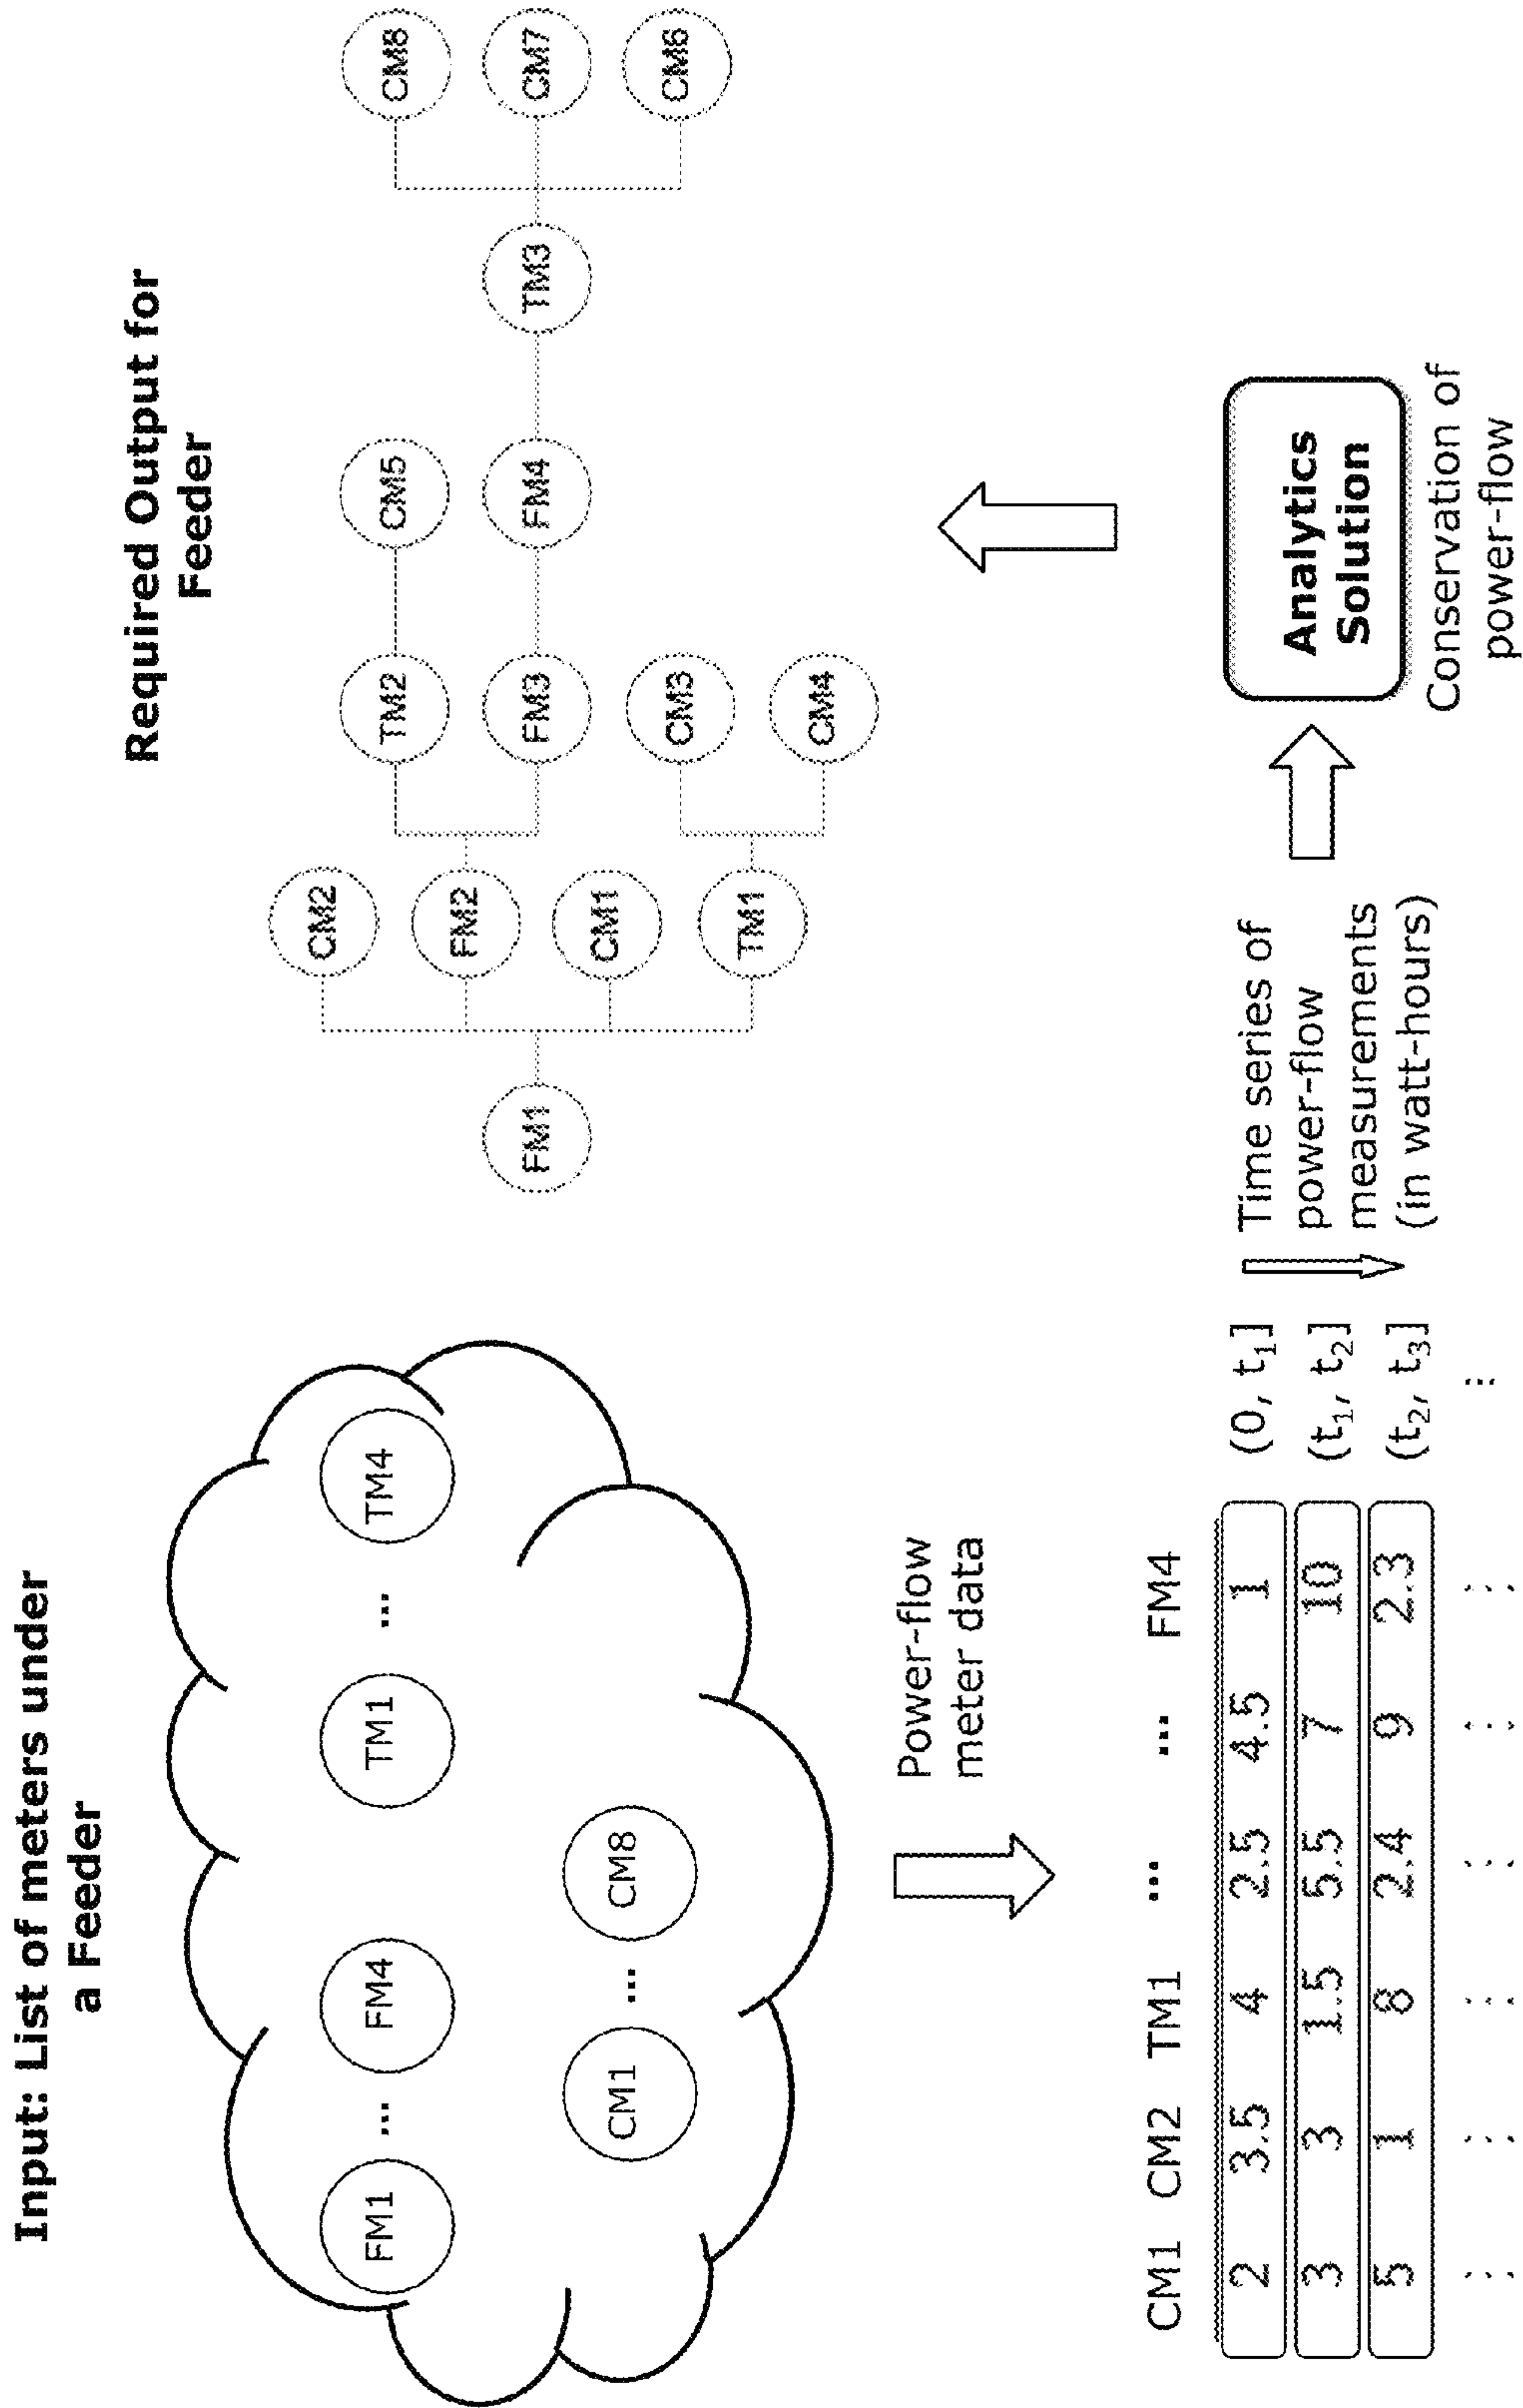 Input: List of meters under
a Feeder
FM1 ... FM4 TM1 ... TM4
CM1 ... CM8
Power-flow
meter data
CM1 CM2 TM1 ... ... FM4
2 3.5 4 2.5 4.5 1 (0, t₁]
3 3 1.5 5.5 7 10 (t₁, t₂]
5 1 8 2.4 9 2.3 (t₂, t₃]
Time series of
power-flow
measurements
(in watt-hours)
Analytics
Solution
Conservation of
power-flow
Required Output for
Feeder
CM2
TM2 CM5 CM8
FM2
FM1 FM3 FM4 TM3 CM7
CM1
CM3 CM6
TM1
CM4